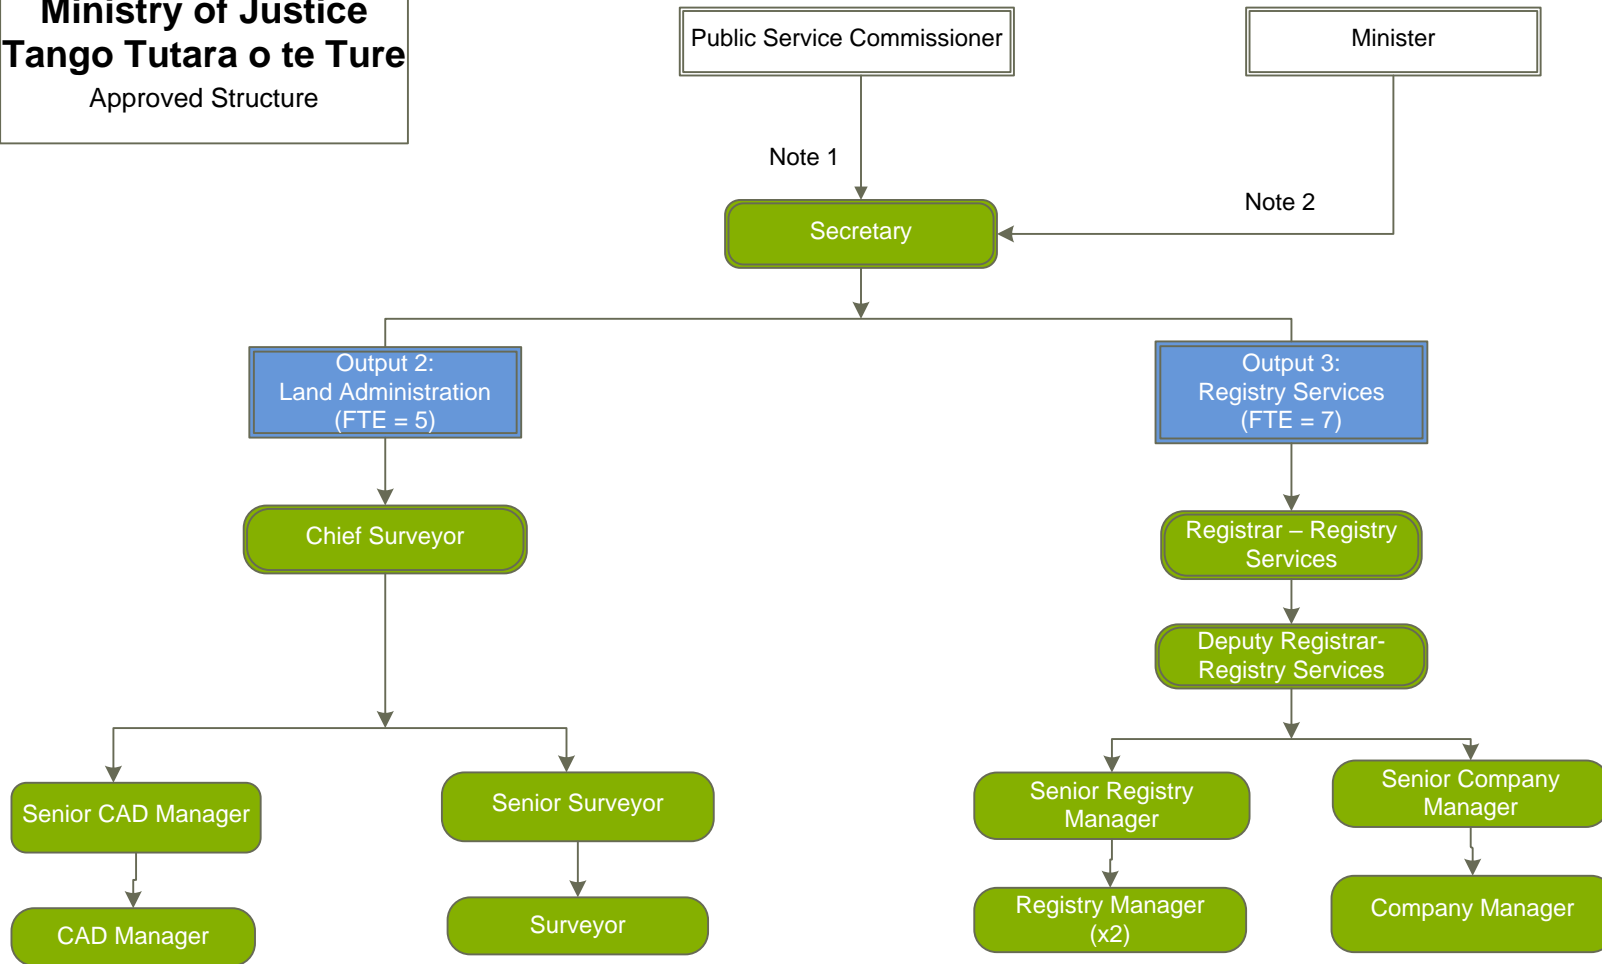 Ministry of Justice
Tango Tutara o te Ture
Approved Structure
Public Service Commissioner
Minister
Note 1
Note 2
Secretary
Output 2:
Land Administration
(FTE = 5)
Output 3:
Registry Services
(FTE = 7)
Chief Surveyor
Registrar – Registry
Services
Deputy Registrar-
Registry Services
Senior CAD Manager
Senior Surveyor
Senior Registry
Manager
Senior Company
Manager
CAD Manager
Surveyor
Registry Manager
(x2)
Company Manager